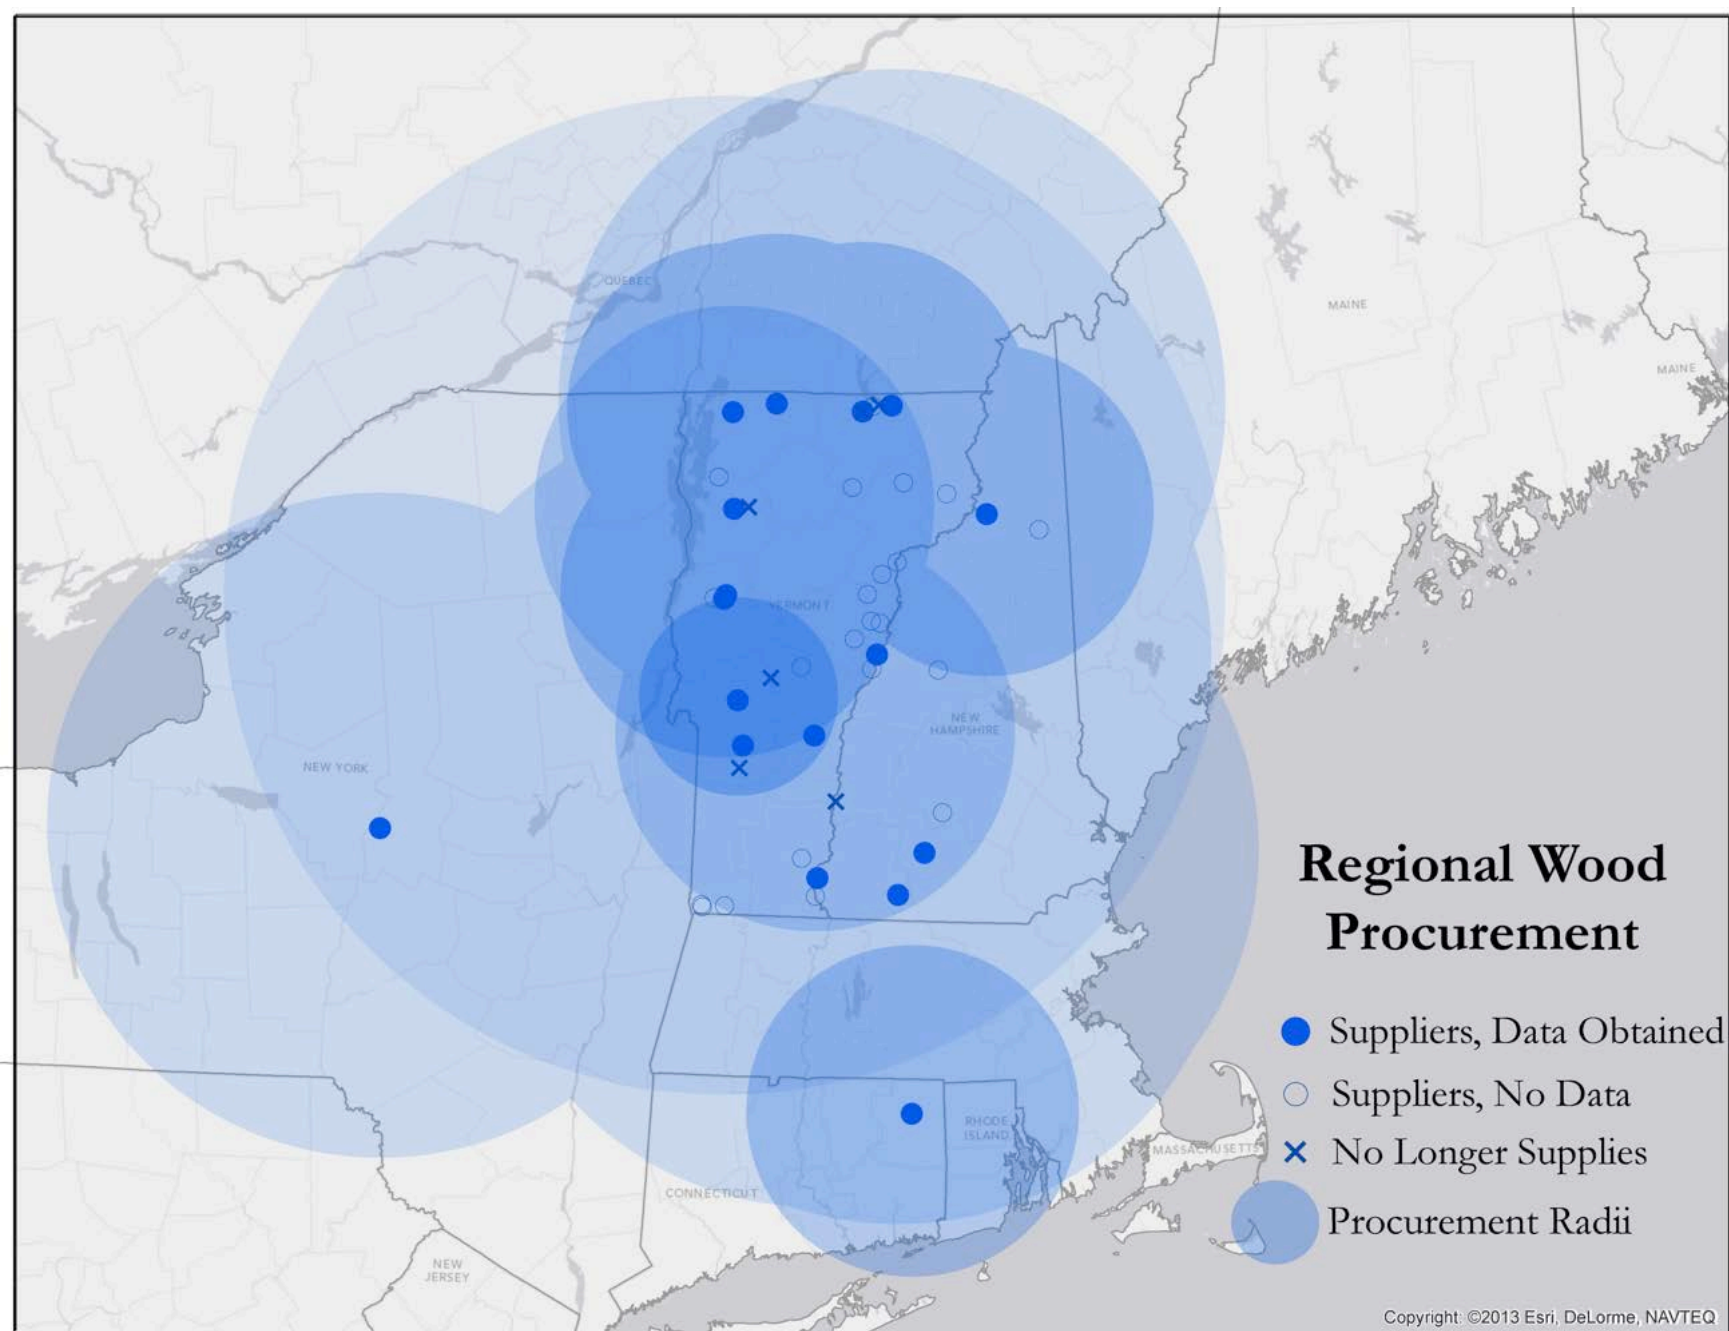 QUEBEC
MAINE
MAINE
VERMONT
NEW
HAMPSHIRE
NEW YORK
Regional Wood
Procurement
Suppliers, Data Obtained
Suppliers, No Data
No Longer Supplies
Procurement Radii
RHODE
ISLAND
MASSACHUSETTS
CONNECTICUT
NEW
JERSEY
Copyright: ©2013 Esri, DeLorme, NAVTEQ